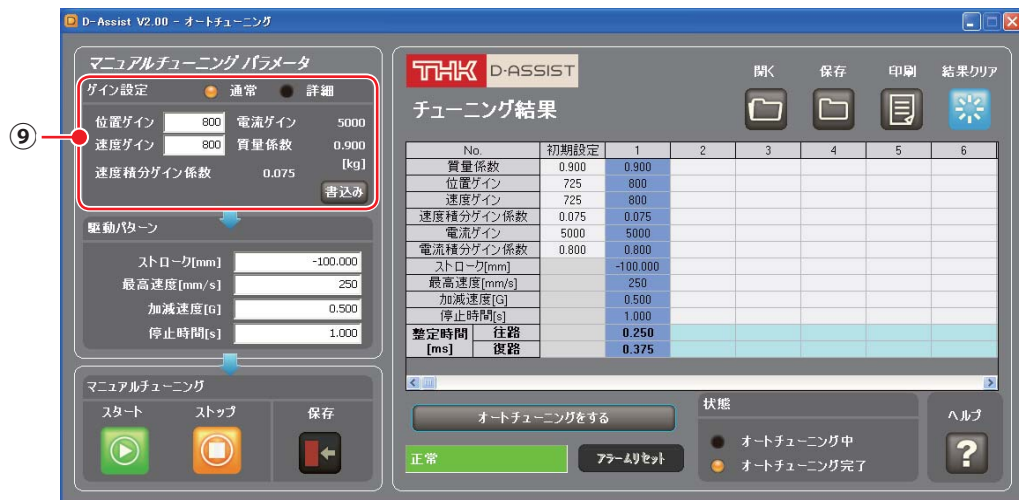 D-Assist V2.00 - オートチューニング
⑨
マニュアルチューニング パラメータ
ゲイン設定 通常 詳細
位置ゲイン 800 電流ゲイン 5000
速度ゲイン 800 質量係数 0.900
[kg]
速度積分ゲイン係数 0.075
書込み
駆動パターン
ストローク[mm] -100.000
最高速度[mm/s] 250
加減速度[G] 0.500
停止時間[s] 1.000
マニュアルチューニング
スタート ストップ 保存
THK D-ASSIST
チューニング結果
開く 保存 印刷 結果クリア
No. 初期設定 1 2 3 4 5 6
質量係数 0.900 0.900
位置ゲイン 725 800
速度ゲイン 725 800
速度積分ゲイン係数 0.075 0.075
電流ゲイン 5000 5000
電流積分ゲイン係数 0.800 0.800
ストローク[mm] -100.000
最高速度[mm/s] 250
加減速度[G] 0.500
停止時間[s] 1.000
整定時間 往路 0.250
[ms] 復路 0.375
オートチューニングをする
正常 アラームリセット
状態
オートチューニング中
オートチューニング完了
ヘルプ
?